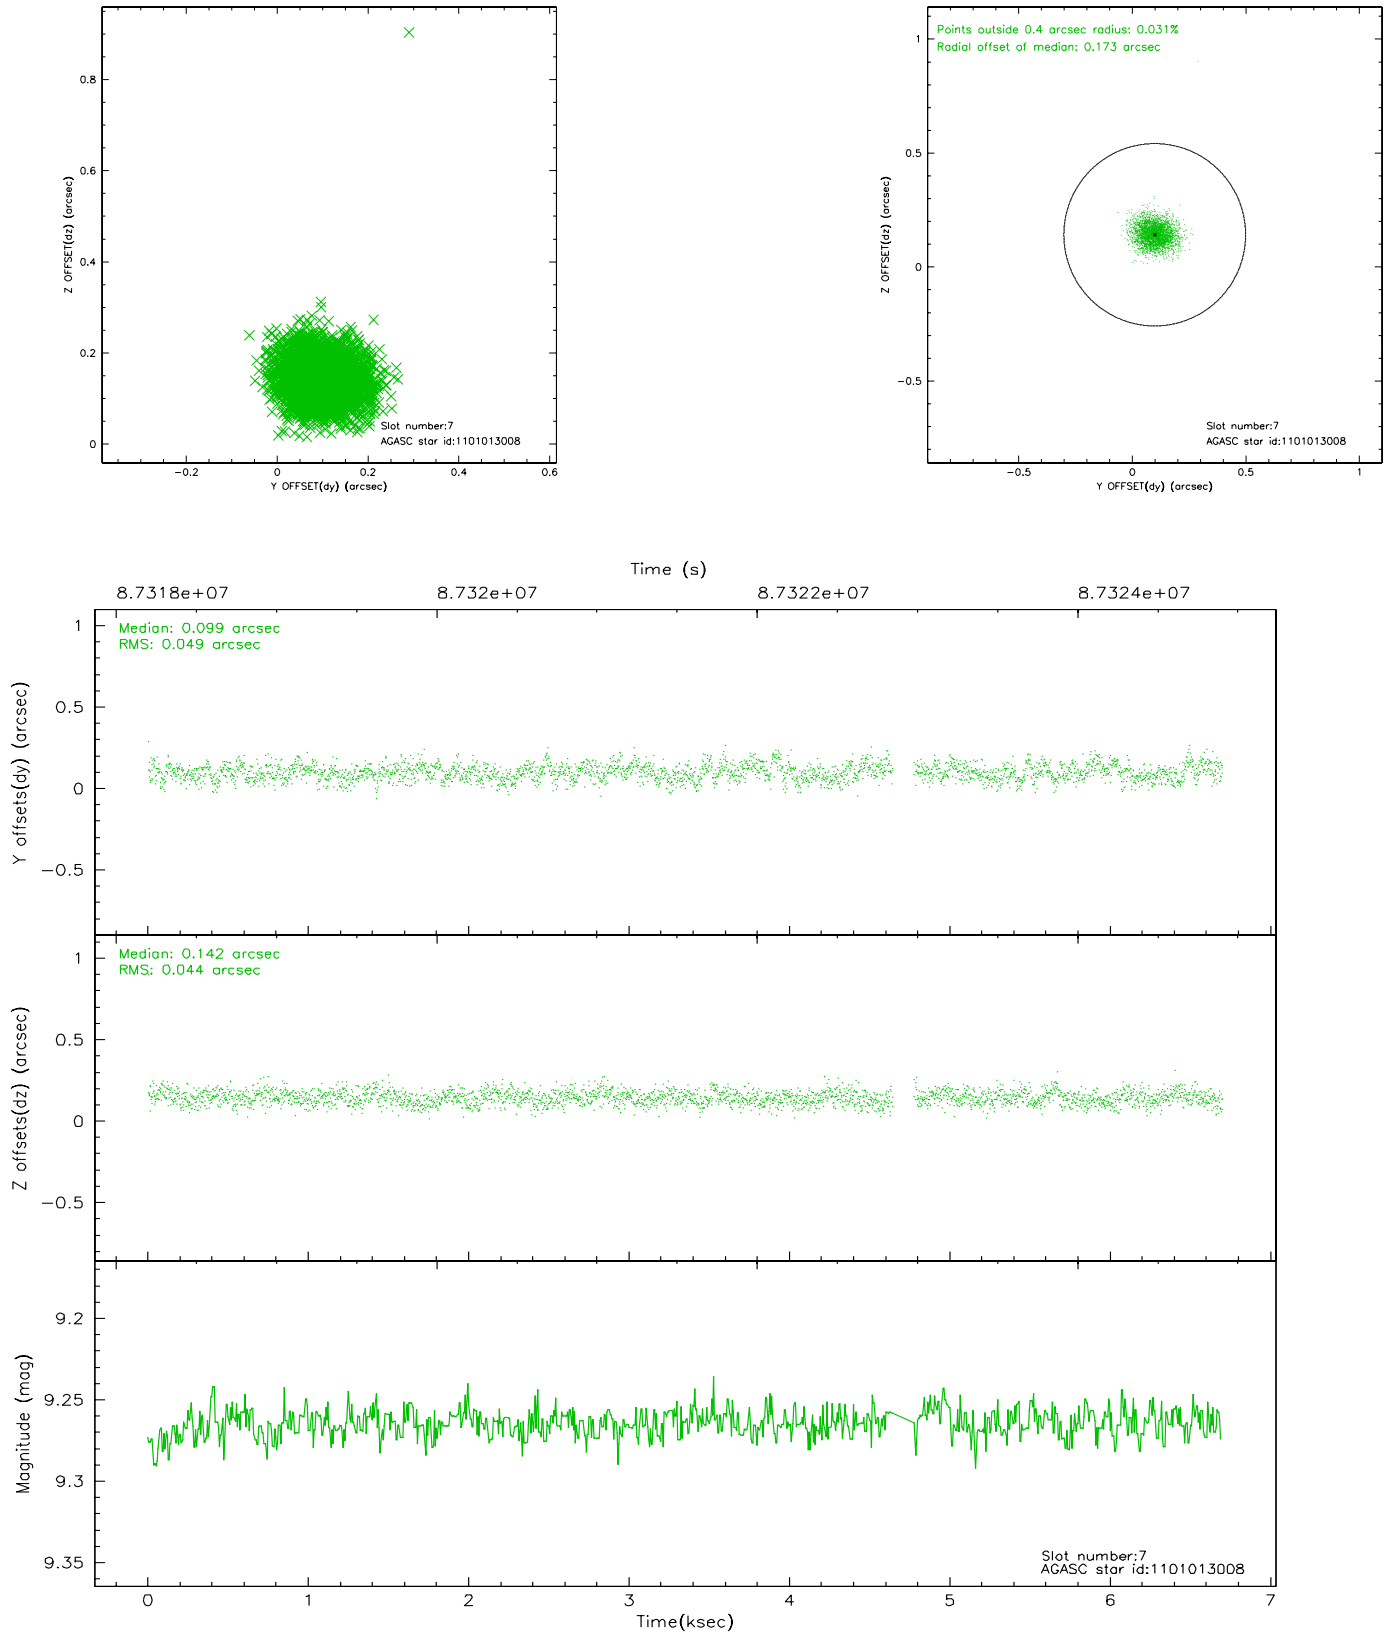 0.8
0.6
0.4
0.2
0
Z OFFSET(dz) (arcsec)
Slot number:7
AGASC star id:1101013008
-0.2 0 0.2 0.4 0.6
Y OFFSET(dy) (arcsec)
Points outside 0.4 arcsec radius: 0.031%
Radial offset of median: 0.173 arcsec
1
0.5
0
-0.5
Z OFFSET(dz) (arcsec)
Slot number:7
AGASC star id:1101013008
-0.5 0 0.5 1
Y OFFSET(dy) (arcsec)
Time (s)
8.7318e+07 8.732e+07 8.7322e+07 8.7324e+07
Median: 0.099 arcsec
RMS: 0.049 arcsec
1
0.5
0
-0.5
Y offsets(dy) (arcsec)
Median: 0.142 arcsec
RMS: 0.044 arcsec
1
0.5
0
-0.5
Z offsets(dz) (arcsec)
9.2
9.25
9.3
9.35
Magnitude (mag)
Slot number:7
AGASC star id:1101013008
0 1 2 3 4 5 6 7
Time(ksec)